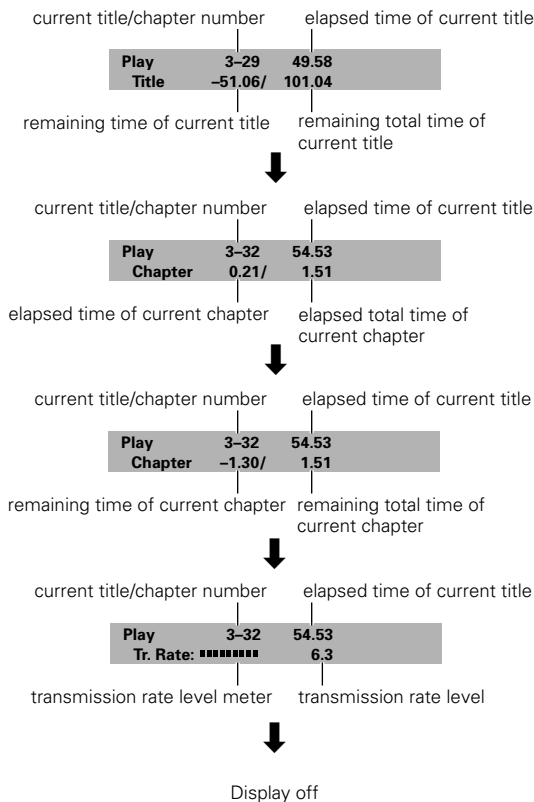 current title/chapter number elapsed time of current title
Play 3–29 49.58
Title –51.06/ 101.04
remaining time of current title remaining total time of
current title
current title/chapter number elapsed time of current title
Play 3–32 54.53
Chapter 0.21/ 1.51
elapsed time of current chapter elapsed total time of
current chapter
current title/chapter number elapsed time of current title
Play 3–32 54.53
Chapter –1.30/ 1.51
remaining time of current chapter remaining total time of
current chapter
current title/chapter number elapsed time of current title
Play 3–32 54.53
Tr. Rate: 6.3
transmission rate level meter transmission rate level
Display off